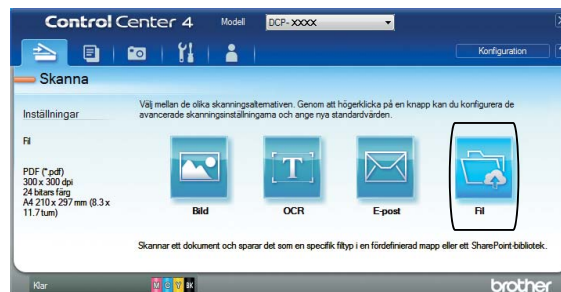 Control Center 4
Modell
DCP-XXXX
Konfiguration
?
Skanna
Inställningar
Välj mellan de olika skanningsalternativen. Genom att högerklicka på en knapp kan du konfigurera de
avancerade skanningsinställningarna och ange nya standardvärden.
Fil
PDF (*.pdf)
300 x 300 dpi
24 bitars färg
A4 210 x 297 mm (8.3 x
11.7 tum)
T
Bild
OCR
E-post
Fil
Skannar ett dokument och sparar det som en specifik filtyp i en fördefinierad mapp eller ett SharePoint-bibliotek.
Klar
M C Y BK
brother